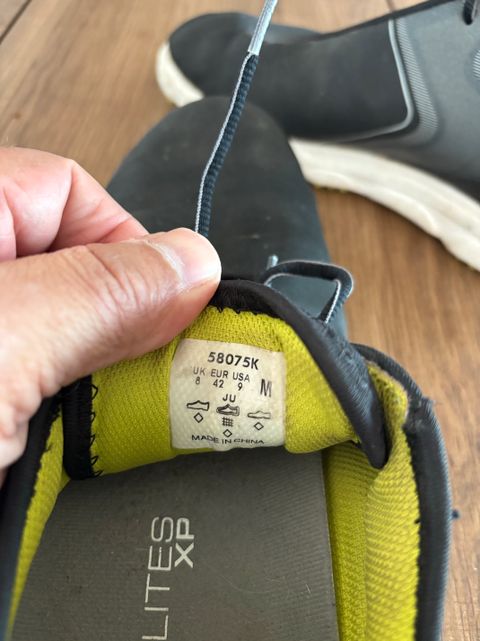 58075K
UK EUR USA
8 42 9 M
JU
MADE IN CHINA
LITES
XP